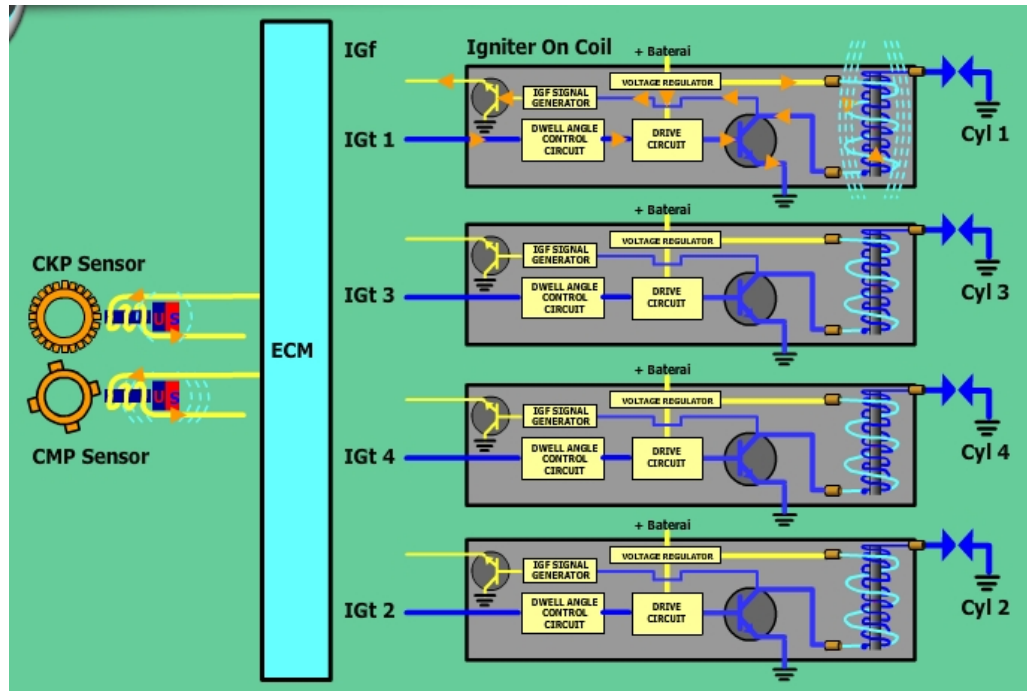 IGf
Igniter On Coil
+ Baterai
VOLTAGE REGULATOR
IGF SIGNAL
GENERATOR
IGt 1
DWELL ANGLE
CONTROL
CIRCUIT
DRIVE
CIRCUIT
Cyl 1
+ Baterai
VOLTAGE REGULATOR
IGF SIGNAL
GENERATOR
IGt 3
DWELL ANGLE
CONTROL
CIRCUIT
DRIVE
CIRCUIT
Cyl 3
CKP Sensor
U S
ECM
U S
CMP Sensor
+ Baterai
VOLTAGE REGULATOR
IGF SIGNAL
GENERATOR
IGt 4
DWELL ANGLE
CONTROL
CIRCUIT
DRIVE
CIRCUIT
Cyl 4
+ Baterai
VOLTAGE REGULATOR
IGF SIGNAL
GENERATOR
IGt 2
DWELL ANGLE
CONTROL
CIRCUIT
DRIVE
CIRCUIT
Cyl 2